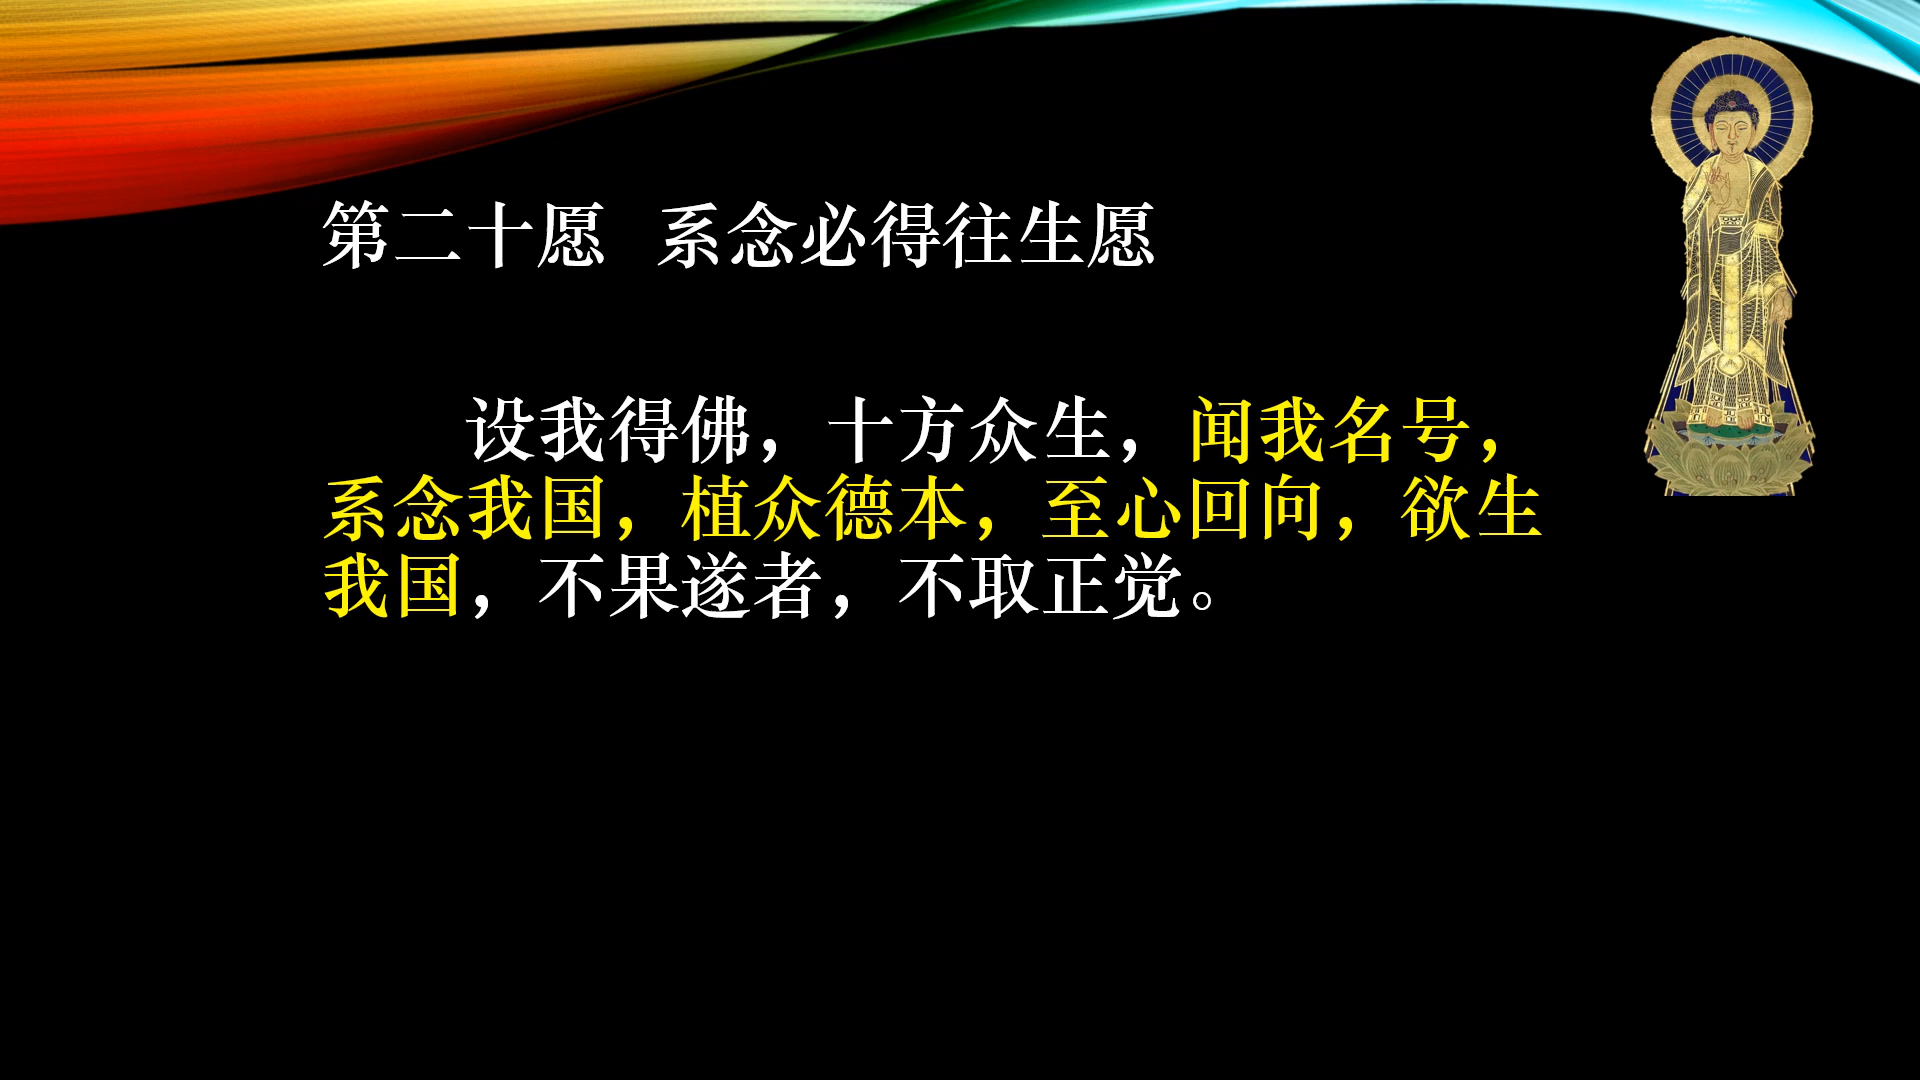 第二十愿 系念必得往生愿
设我得佛，十方众生，闻我名号，
系念我国，植众德本，至心回向，欲生
我国，不果遂者，不取正觉。